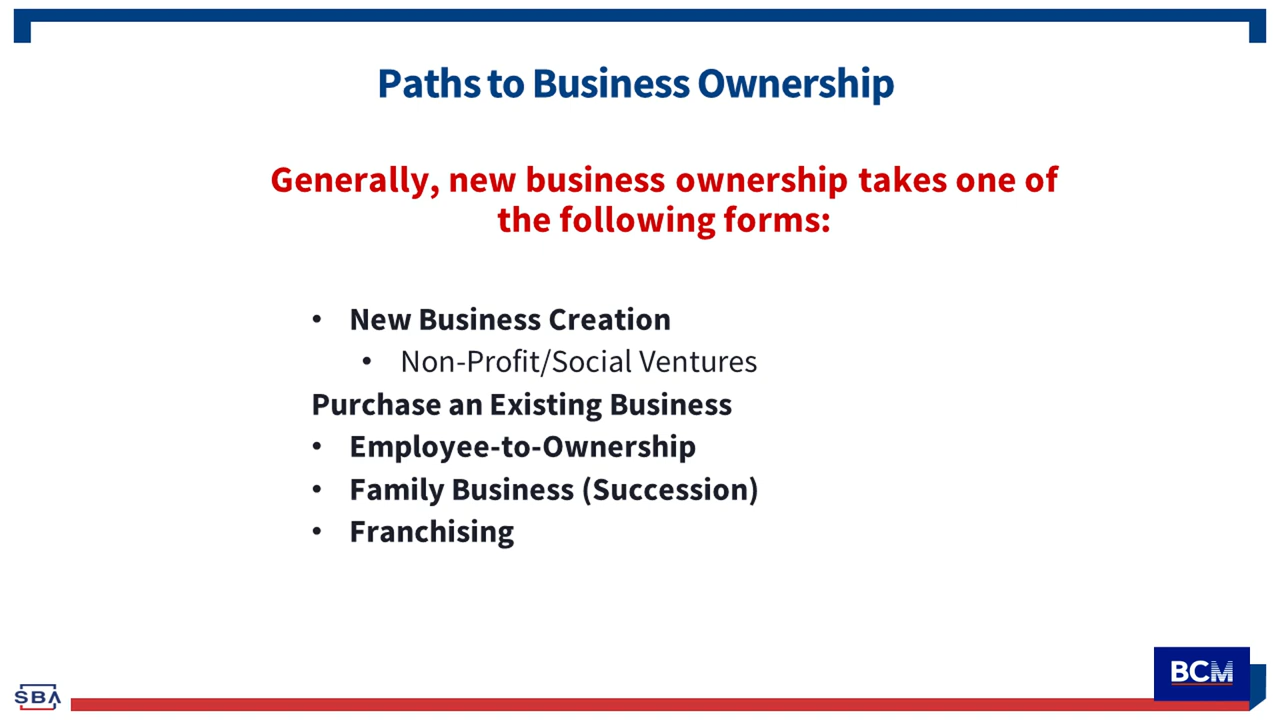 Paths to Business Ownership
Generally, new business ownership takes one of
the following forms:
• New Business Creation
• Non-Profit/Social Ventures
Purchase an Existing Business
• Employee-to-Ownership
• Family Business (Succession)
• Franchising
SBA
BCM